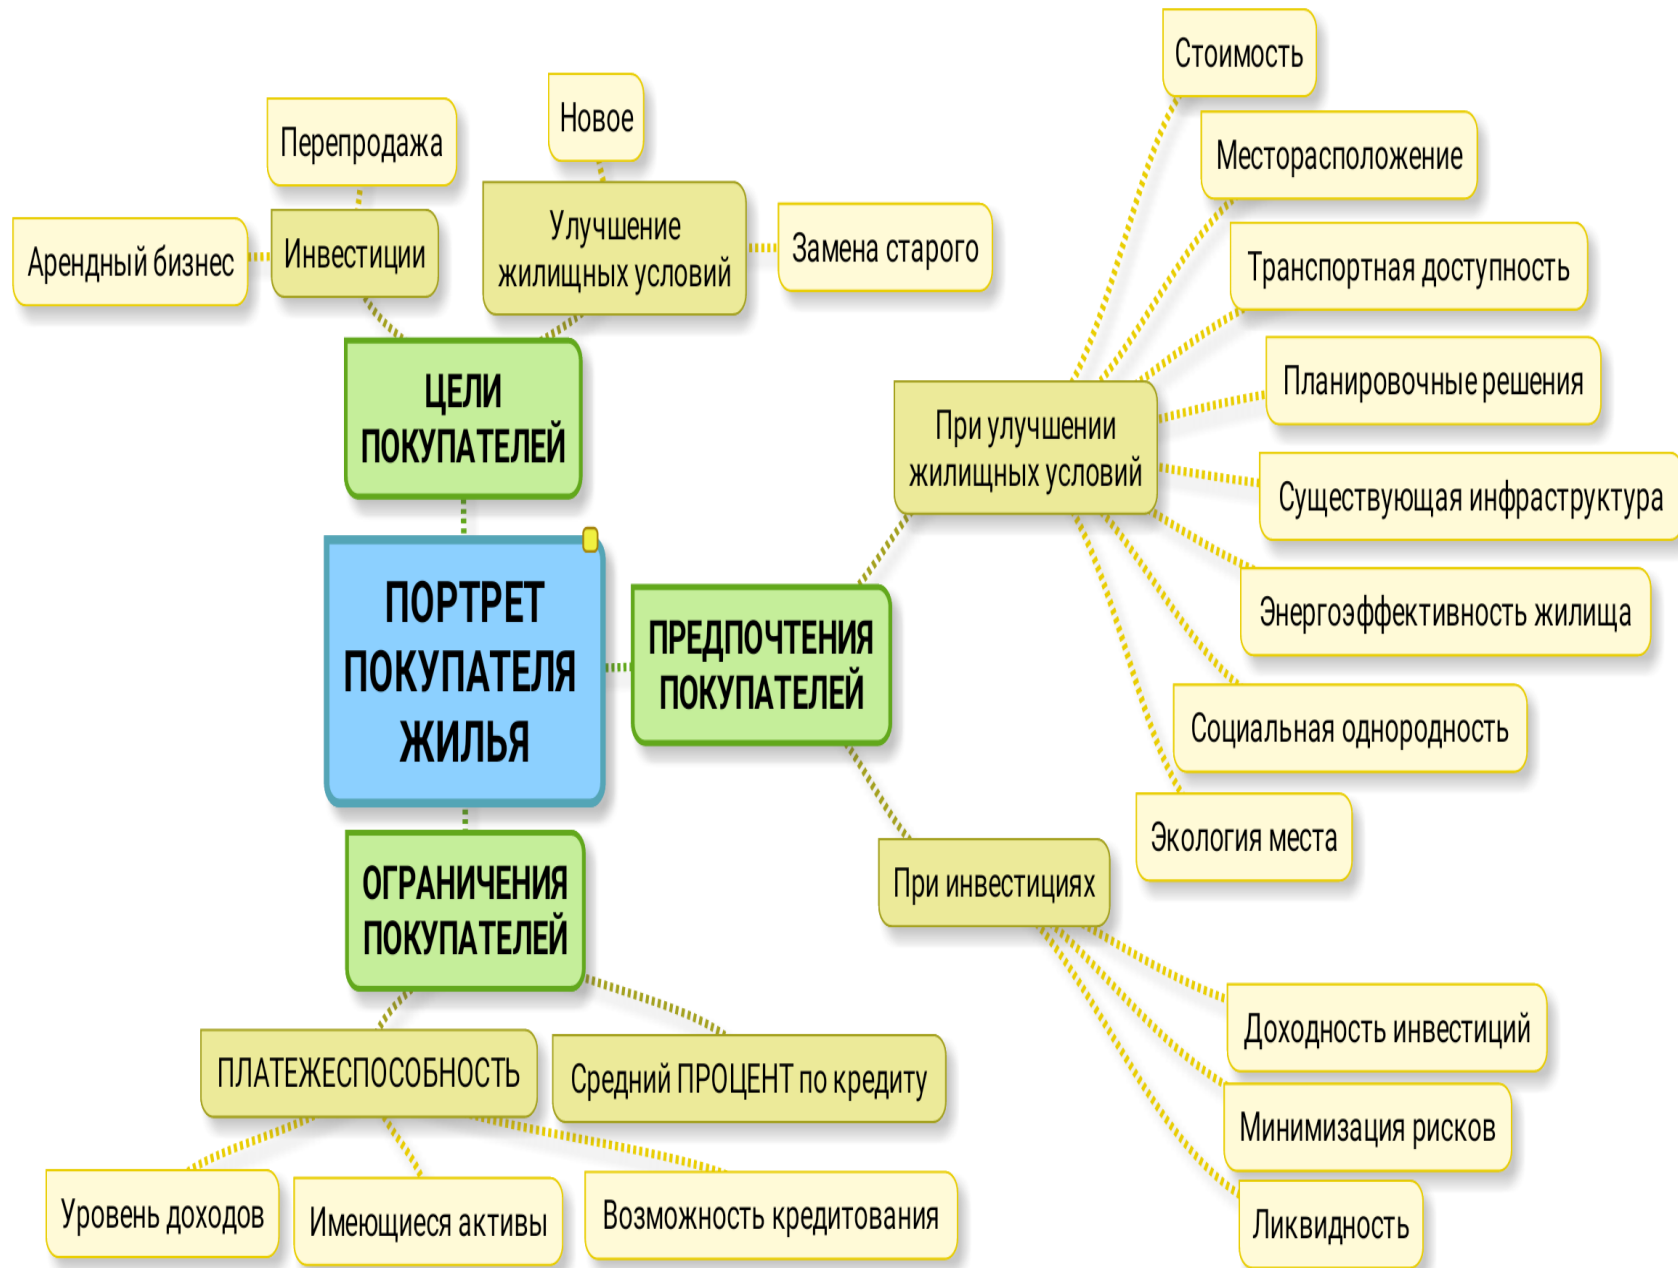 Стоимость
Новое
Перепродажа
Месторасположение
Улучшение
жилищных условий
Замена старого
Инвестиции
Арендный бизнес
Транспортная доступность
ЦЕЛИ
ПОКУПАТЕЛЕЙ
Планировочные решения
При улучшении
жилищных условий
Существующая инфраструктура
Энергоэффективность жилища
ПОРТРЕТ
ПОКУПАТЕЛЯ
ЖИЛЬЯ
ПРЕДПОЧТЕНИЯ
ПОКУПАТЕЛЕЙ
Социальная однородность
Экология места
При инвестициях
ОГРАНИЧЕНИЯ
ПОКУПАТЕЛЕЙ
Доходность инвестиций
ПЛАТЕЖЕСПОСОБНОСТЬ
Средний ПРОЦЕНТ по кредиту
Минимизация рисков
Уровень доходов
Имеющиеся активы
Возможность кредитования
Ликвидность